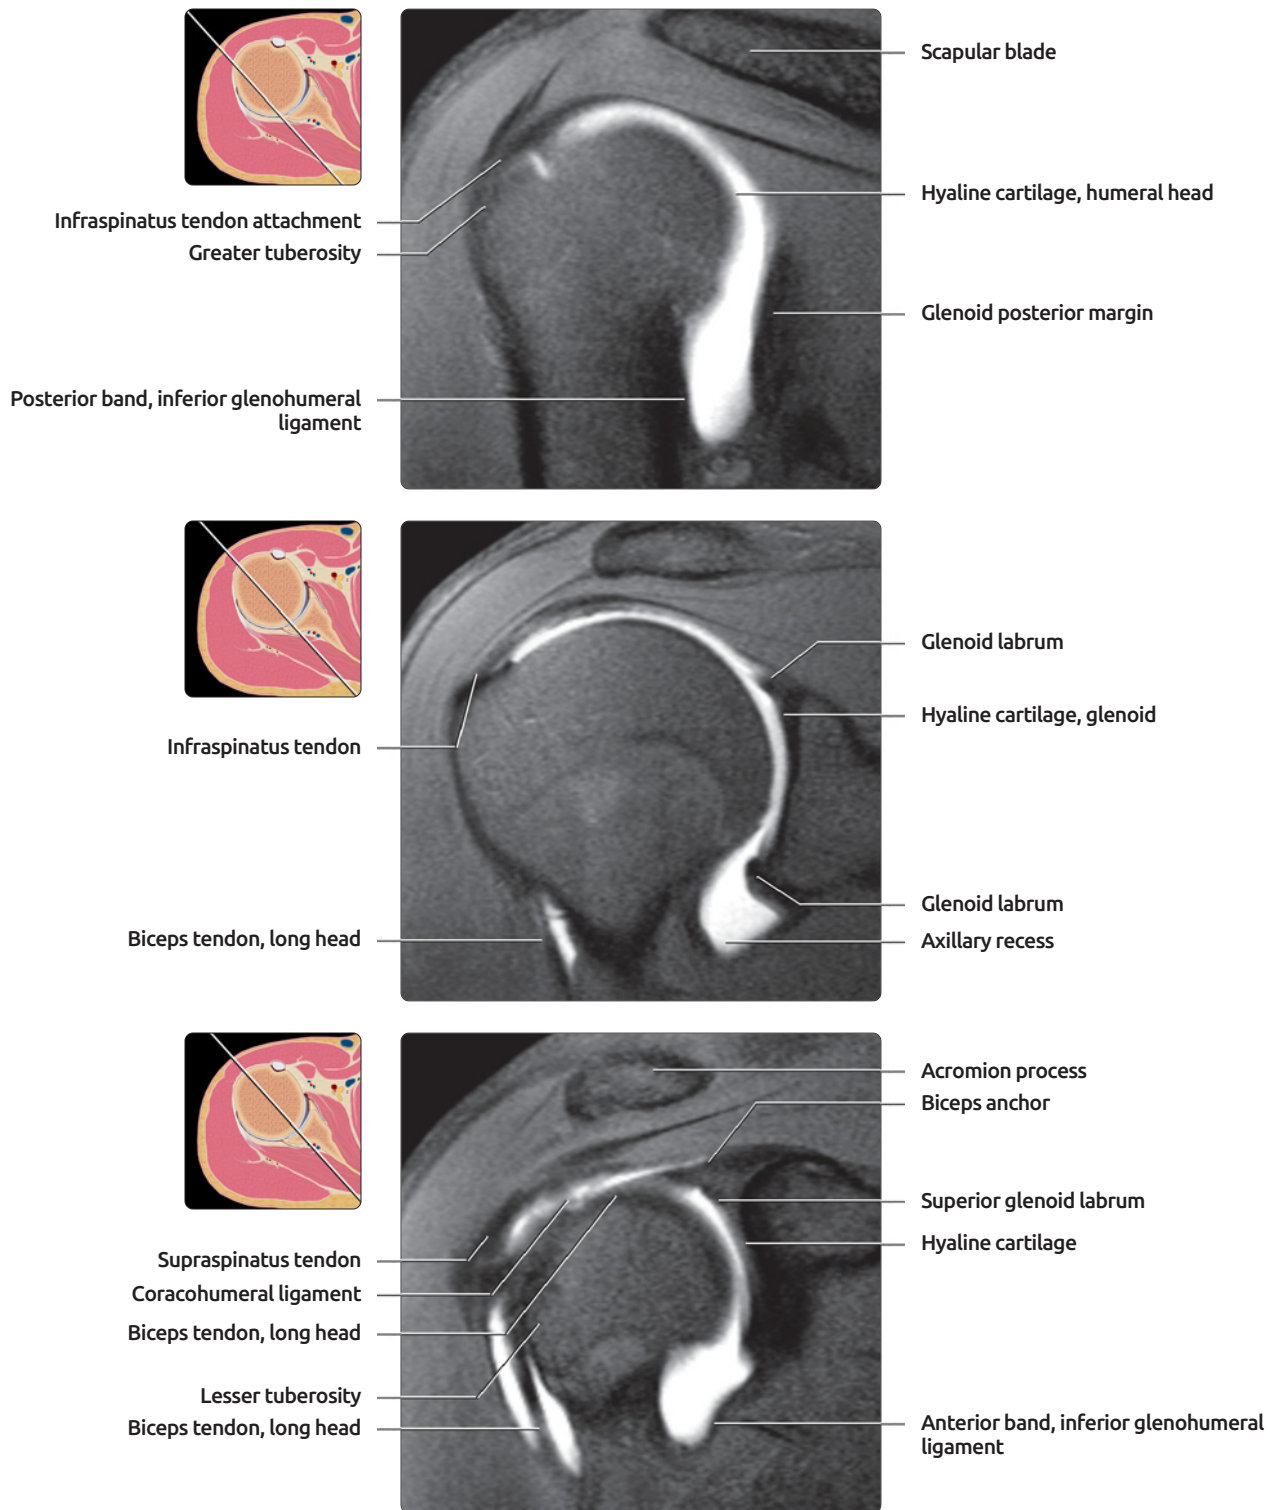 Scapular blade
Hyaline cartilage, humeral head
Infraspinatus tendon attachment
Greater tuberosity
Glenoid posterior margin
Posterior band, inferior glenohumeral
ligament
Glenoid labrum
Hyaline cartilage, glenoid
Infraspinatus tendon
Glenoid labrum
Biceps tendon, long head
Axillary recess
Acromion process
Biceps anchor
Superior glenoid labrum
Hyaline cartilage
Supraspinatus tendon
Coracohumeral ligament
Biceps tendon, long head
Lesser tuberosity
Biceps tendon, long head
Anterior band, inferior glenohumeral
ligament